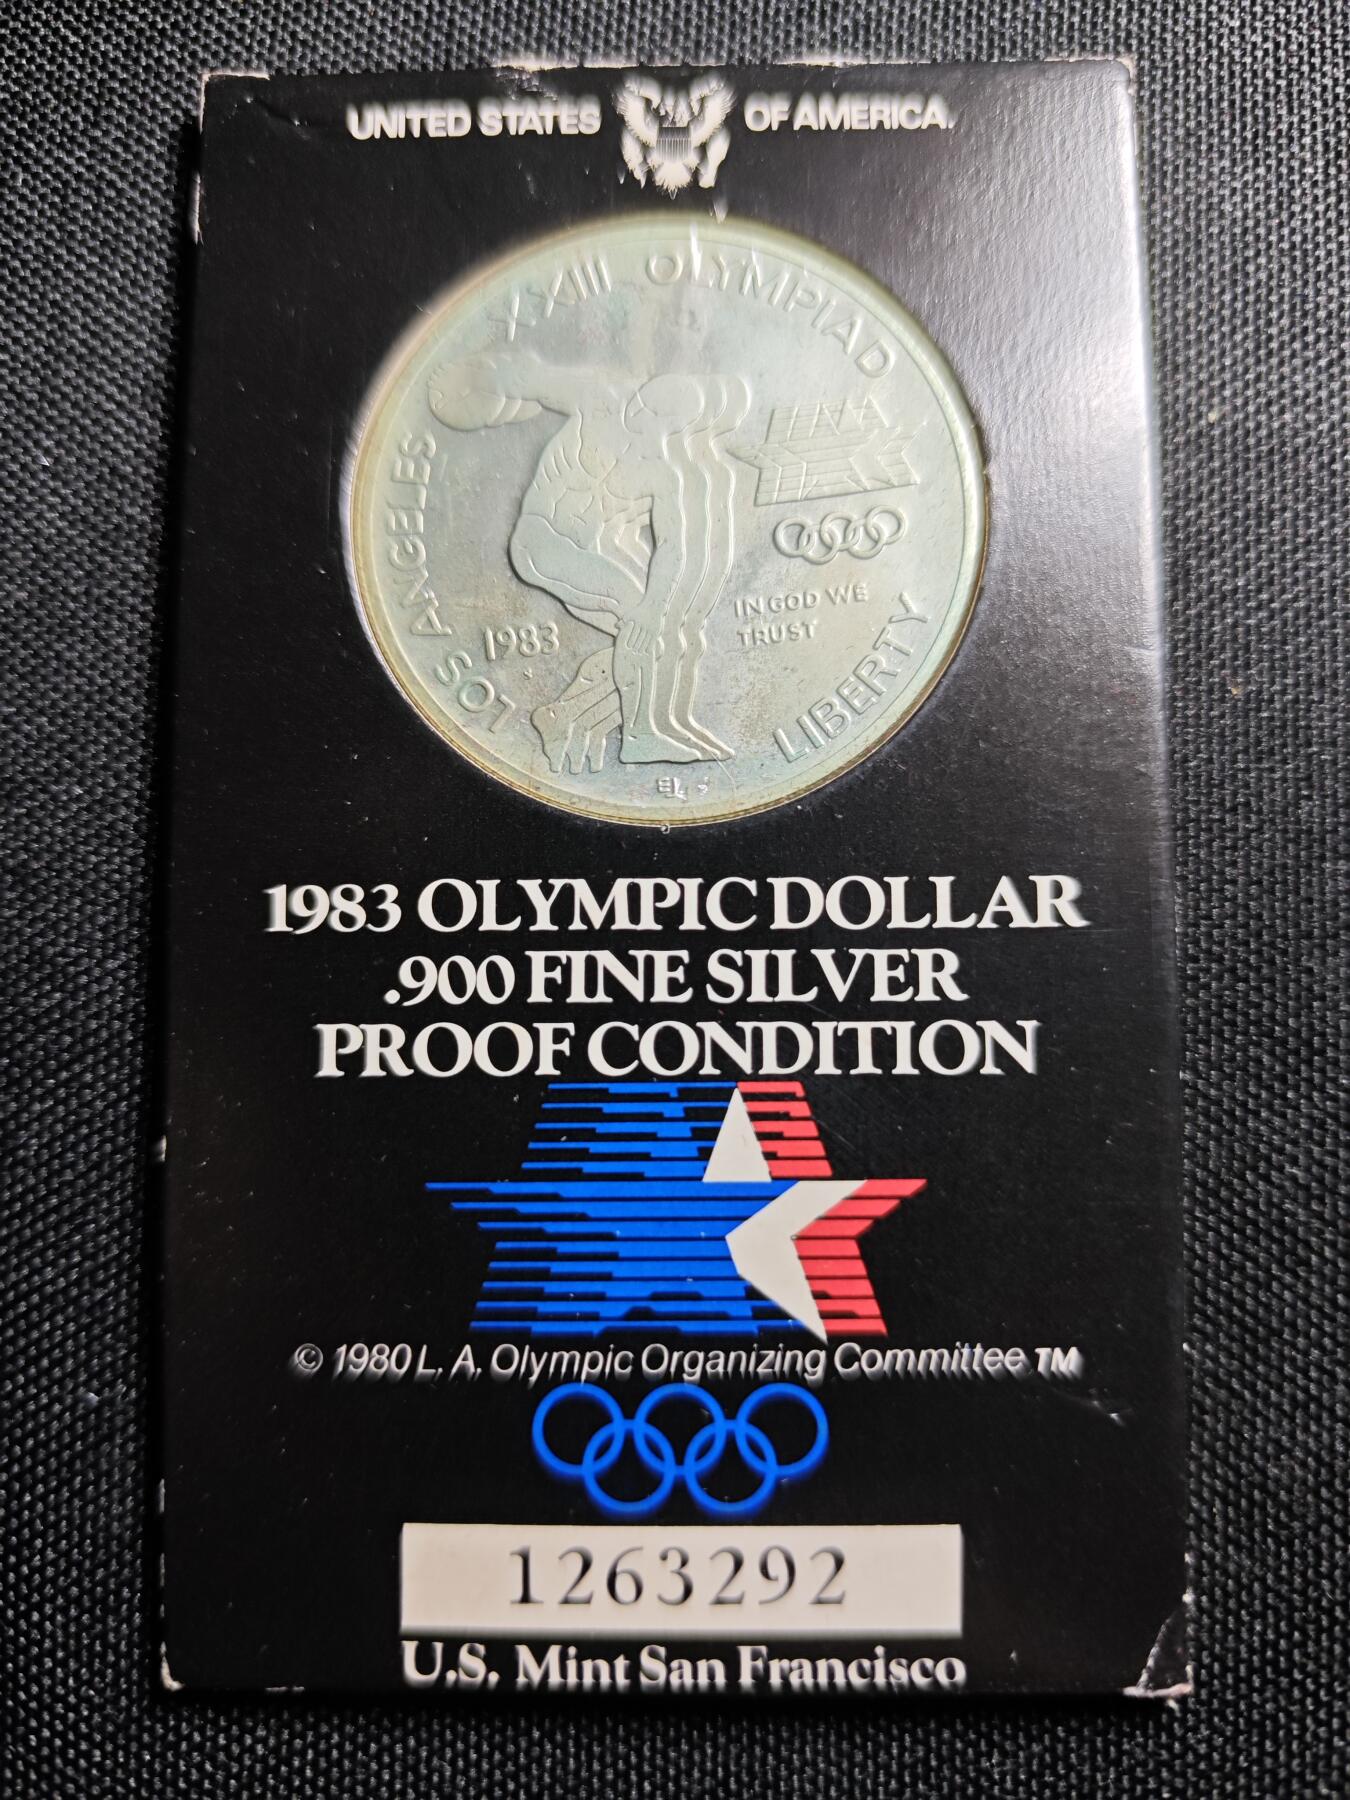 UNITED STATES OF AMERICA
XXIII OLYMPIAD
LOS ANGELES
1983
S
IN GOD WE
TRUST
LIBERTY
EJ
1983 OLYMPIC DOLLAR
.900 FINE SILVER
PROOF CONDITION
© 1980 L. A. Olympic Organizing Committee TM
1263292
U.S. Mint San Francisco